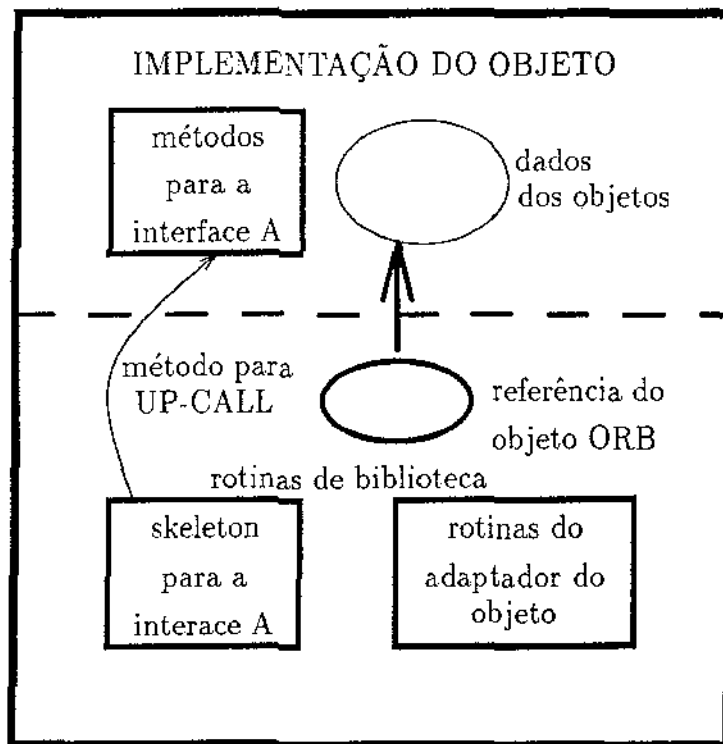 IMPLEMENTAÇÃO DO OBJETO
métodos
para a
interface A
dados
dos objetos
método para
UP-CALL
referência do
objeto ORB
rotinas de biblioteca
skeleton
para a
interace A
rotinas do
adaptador do
objeto